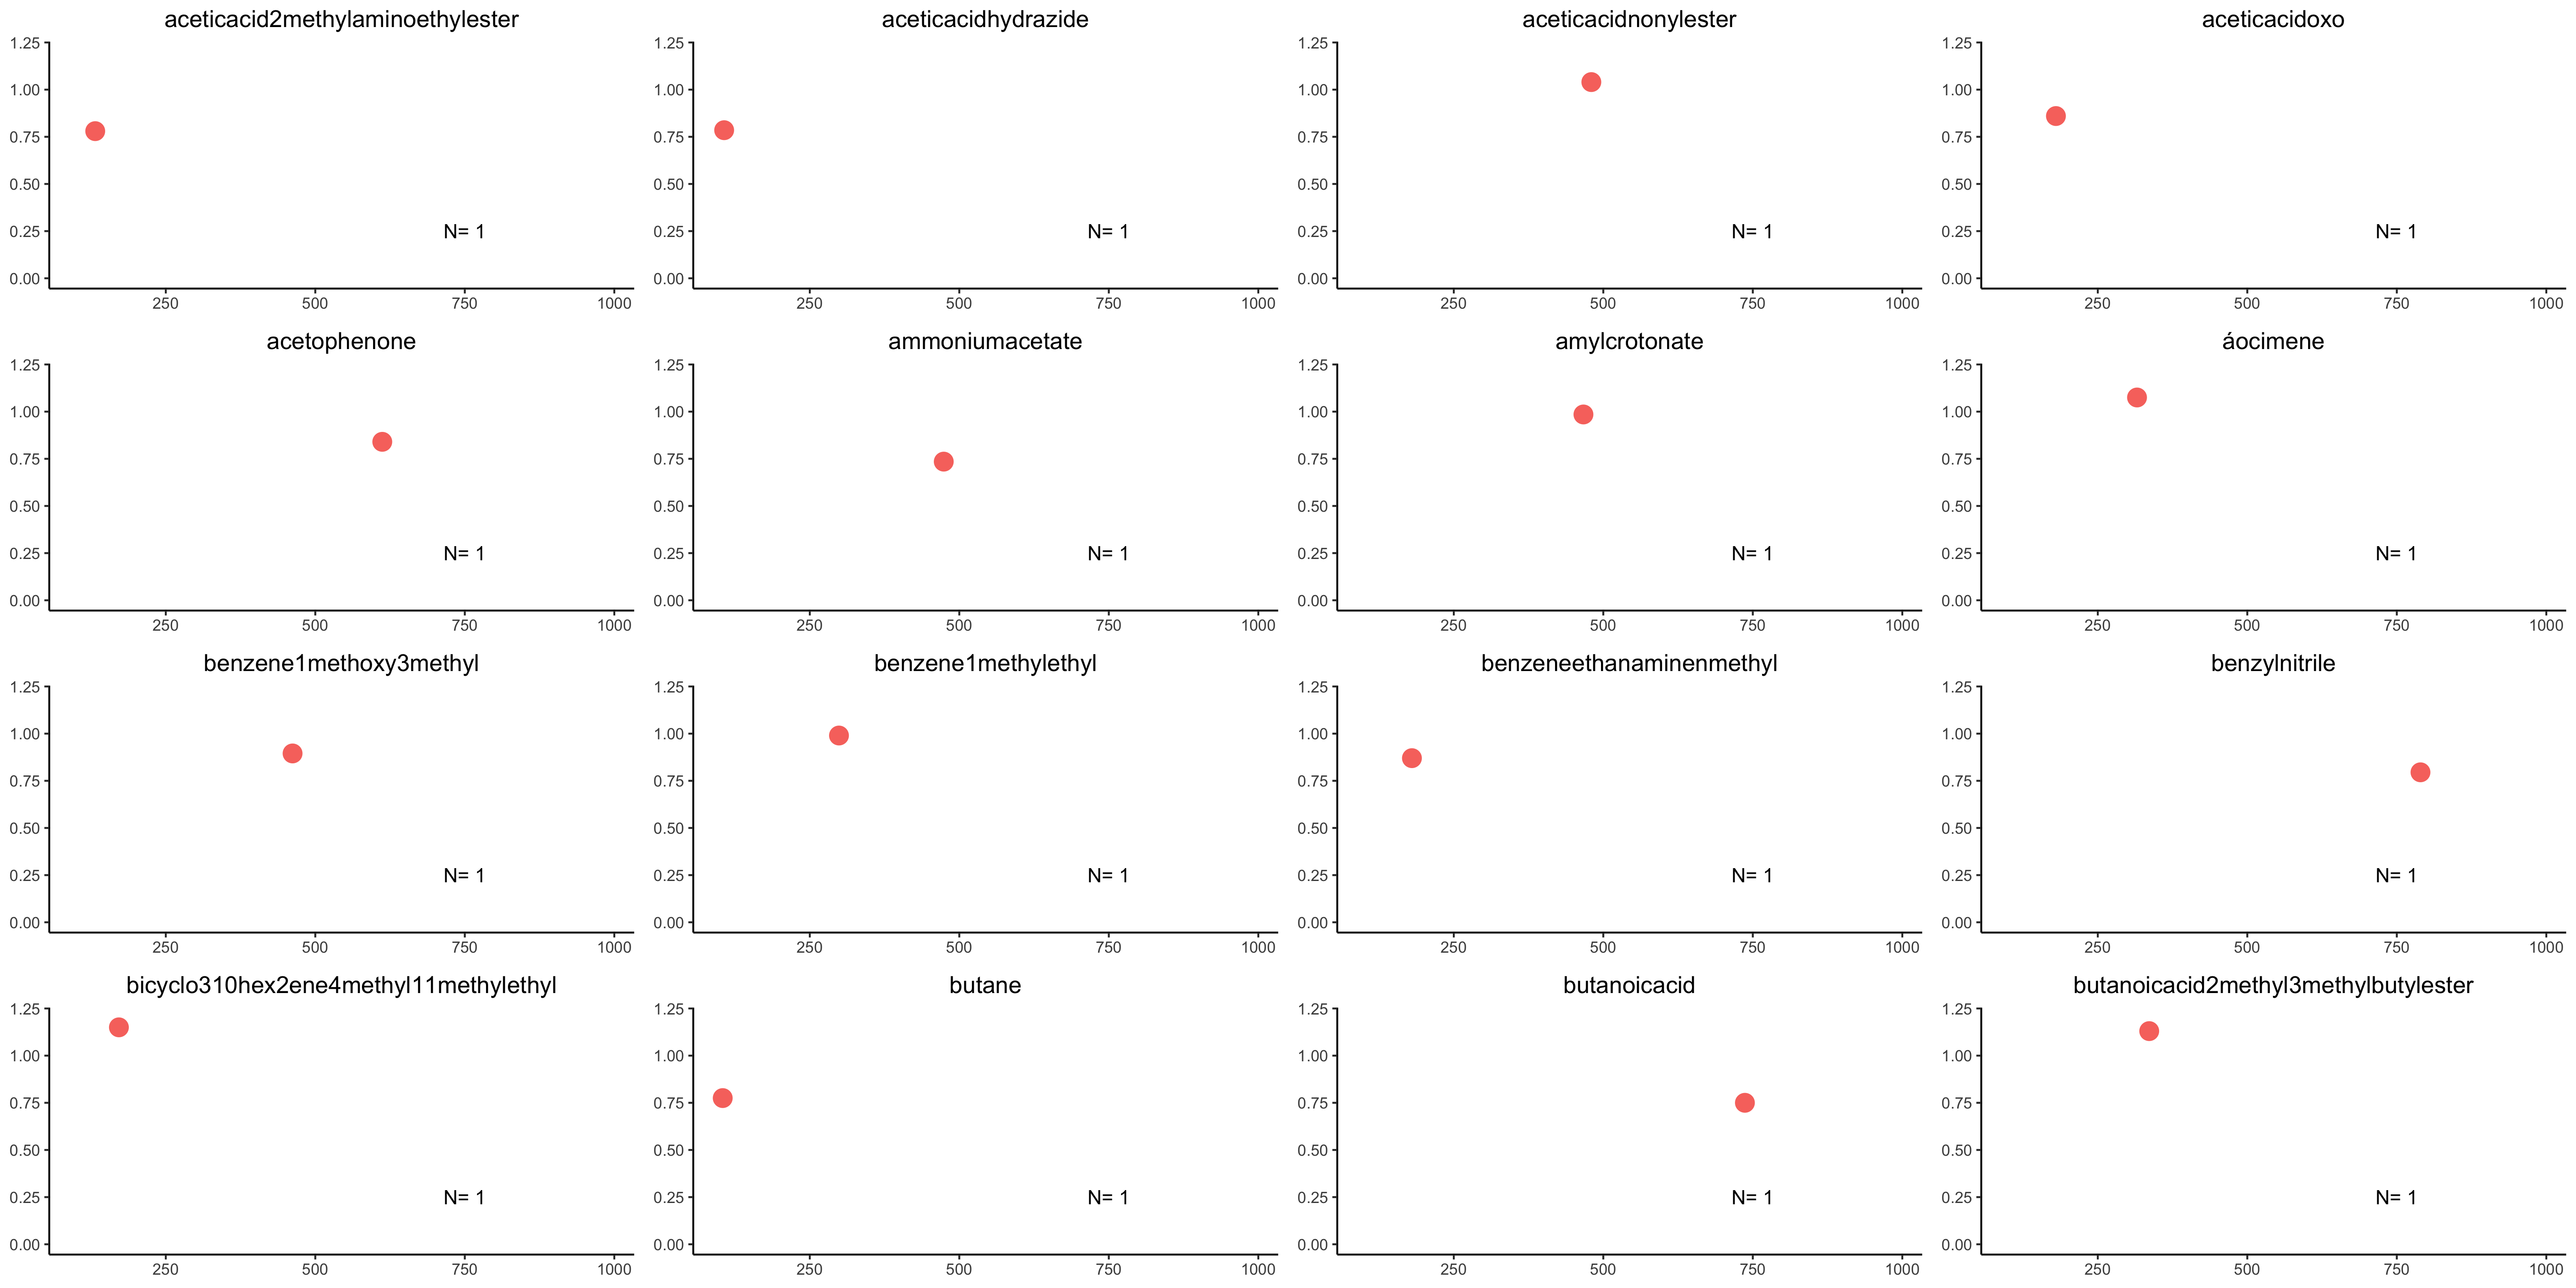 aceticacid2methylaminoethylester
1.25
1.00
0.75
0.50
0.25
0.00
N= 1
250 500 750 1000
aceticacidhydrazide
1.25
1.00
0.75
0.50
0.25
0.00
N= 1
250 500 750 1000
aceticacidnonylester
1.25
1.00
0.75
0.50
0.25
0.00
N= 1
250 500 750 1000
aceticacidoxo
1.25
1.00
0.75
0.50
0.25
0.00
N= 1
250 500 750 1000
acetophenone
1.25
1.00
0.75
0.50
0.25
0.00
N= 1
250 500 750 1000
ammoniumacetate
1.25
1.00
0.75
0.50
0.25
0.00
N= 1
250 500 750 1000
amylcrotonate
1.25
1.00
0.75
0.50
0.25
0.00
N= 1
250 500 750 1000
áocimene
1.25
1.00
0.75
0.50
0.25
0.00
N= 1
250 500 750 1000
benzene1methoxy3methyl
1.25
1.00
0.75
0.50
0.25
0.00
N= 1
250 500 750 1000
benzene1methylethyl
1.25
1.00
0.75
0.50
0.25
0.00
N= 1
250 500 750 1000
benzeneethanaminenmethyl
1.25
1.00
0.75
0.50
0.25
0.00
N= 1
250 500 750 1000
benzylnitrile
1.25
1.00
0.75
0.50
0.25
0.00
N= 1
250 500 750 1000
bicyclo310hex2ene4methyl11methylethyl
1.25
1.00
0.75
0.50
0.25
0.00
N= 1
250 500 750 1000
butane
1.25
1.00
0.75
0.50
0.25
0.00
N= 1
250 500 750 1000
butanoicacid
1.25
1.00
0.75
0.50
0.25
0.00
N= 1
250 500 750 1000
butanoicacid2methyl3methylbutylester
1.25
1.00
0.75
0.50
0.25
0.00
N= 1
250 500 750 1000